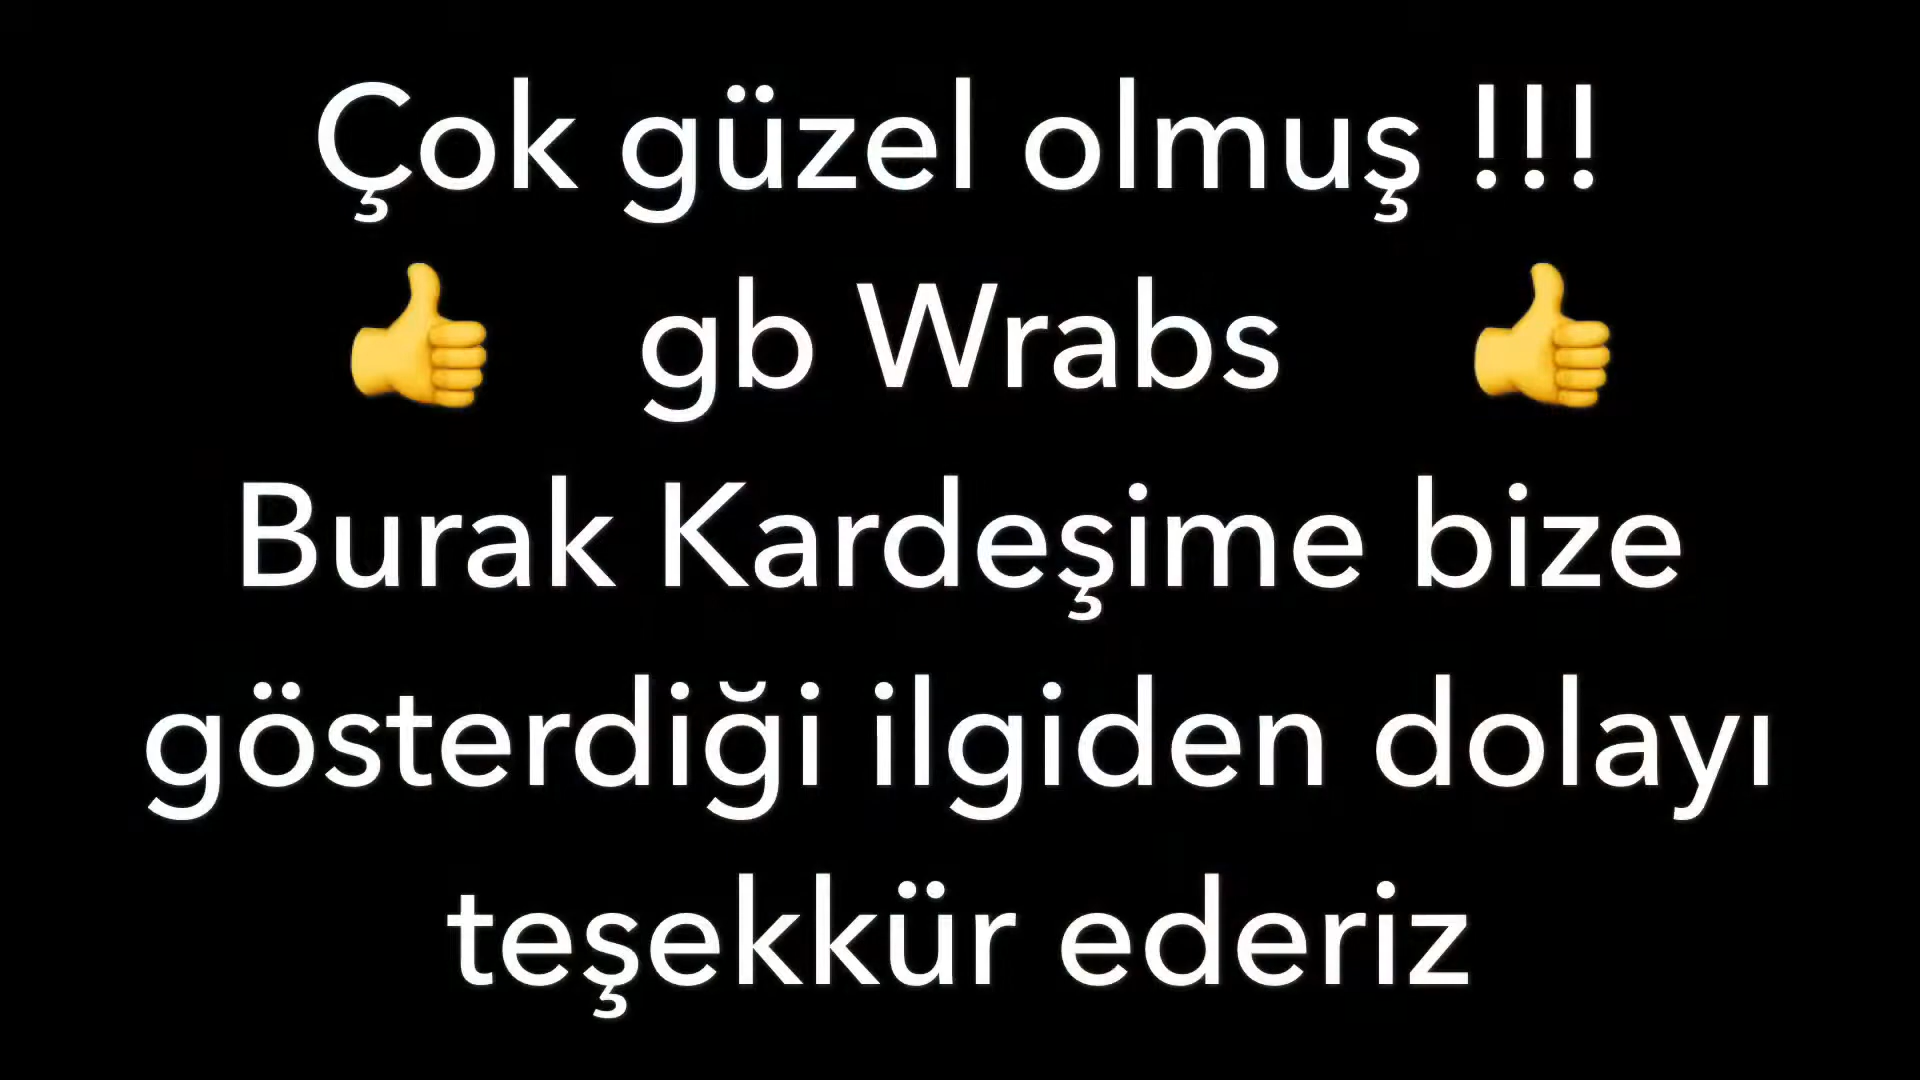 Çok güzel olmuş !!!
👍 gb Wrabs 👍
Burak Kardeşime bize
gösterdiği ilgiden dolayı
teşekkür ederiz